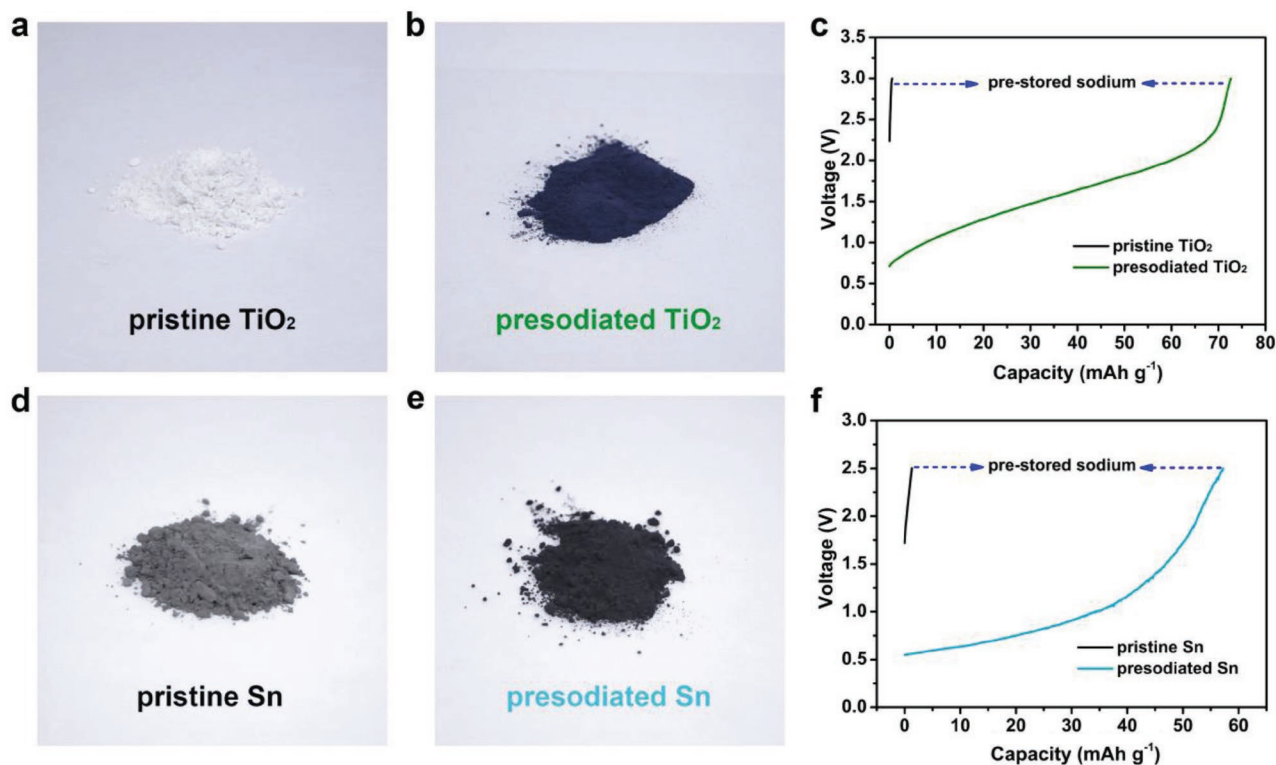 a
pristine TiO₂
b
presodiated TiO₂
c
3.5
3.0
2.5
2.0
1.5
1.0
0.5
0.0
Voltage (V)
pre-stored sodium
pristine TiO₂
presodiated TiO₂
0 10 20 30 40 50 60 70 80
Capacity (mAh g⁻¹)
d
pristine Sn
e
presodiated Sn
f
3.0
2.5
2.0
1.5
1.0
0.5
0.0
Voltage (V)
pre-stored sodium
pristine Sn
presodiated Sn
0 10 20 30 40 50 60
Capacity (mAh g⁻¹)